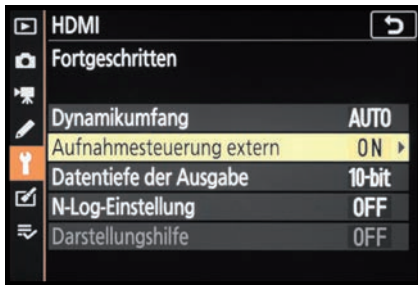 HDMI
Fortgeschritten
Dynamikumfang AUTO
Aufnahmesteuerung extern ON
Datentiefe der Ausgabe 10-bit
N-Log-Einstellung OFF
Darstellungshilfe OFF